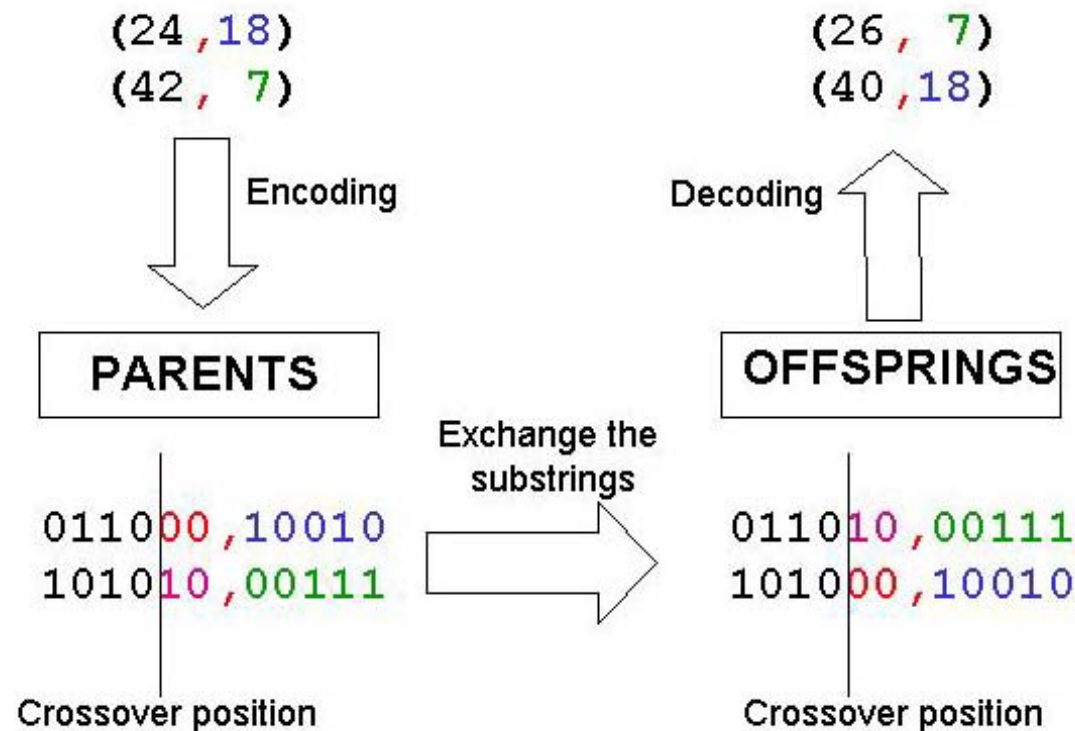 (24 ,18)
(42 , 7)
Encoding
PARENTS
011000 ,10010
101010 ,00111
Crossover position
Exchange the
substrings
(26 , 7)
(40 ,18)
Decoding
OFFSPRINGS
011010 ,00111
101000 ,10010
Crossover position